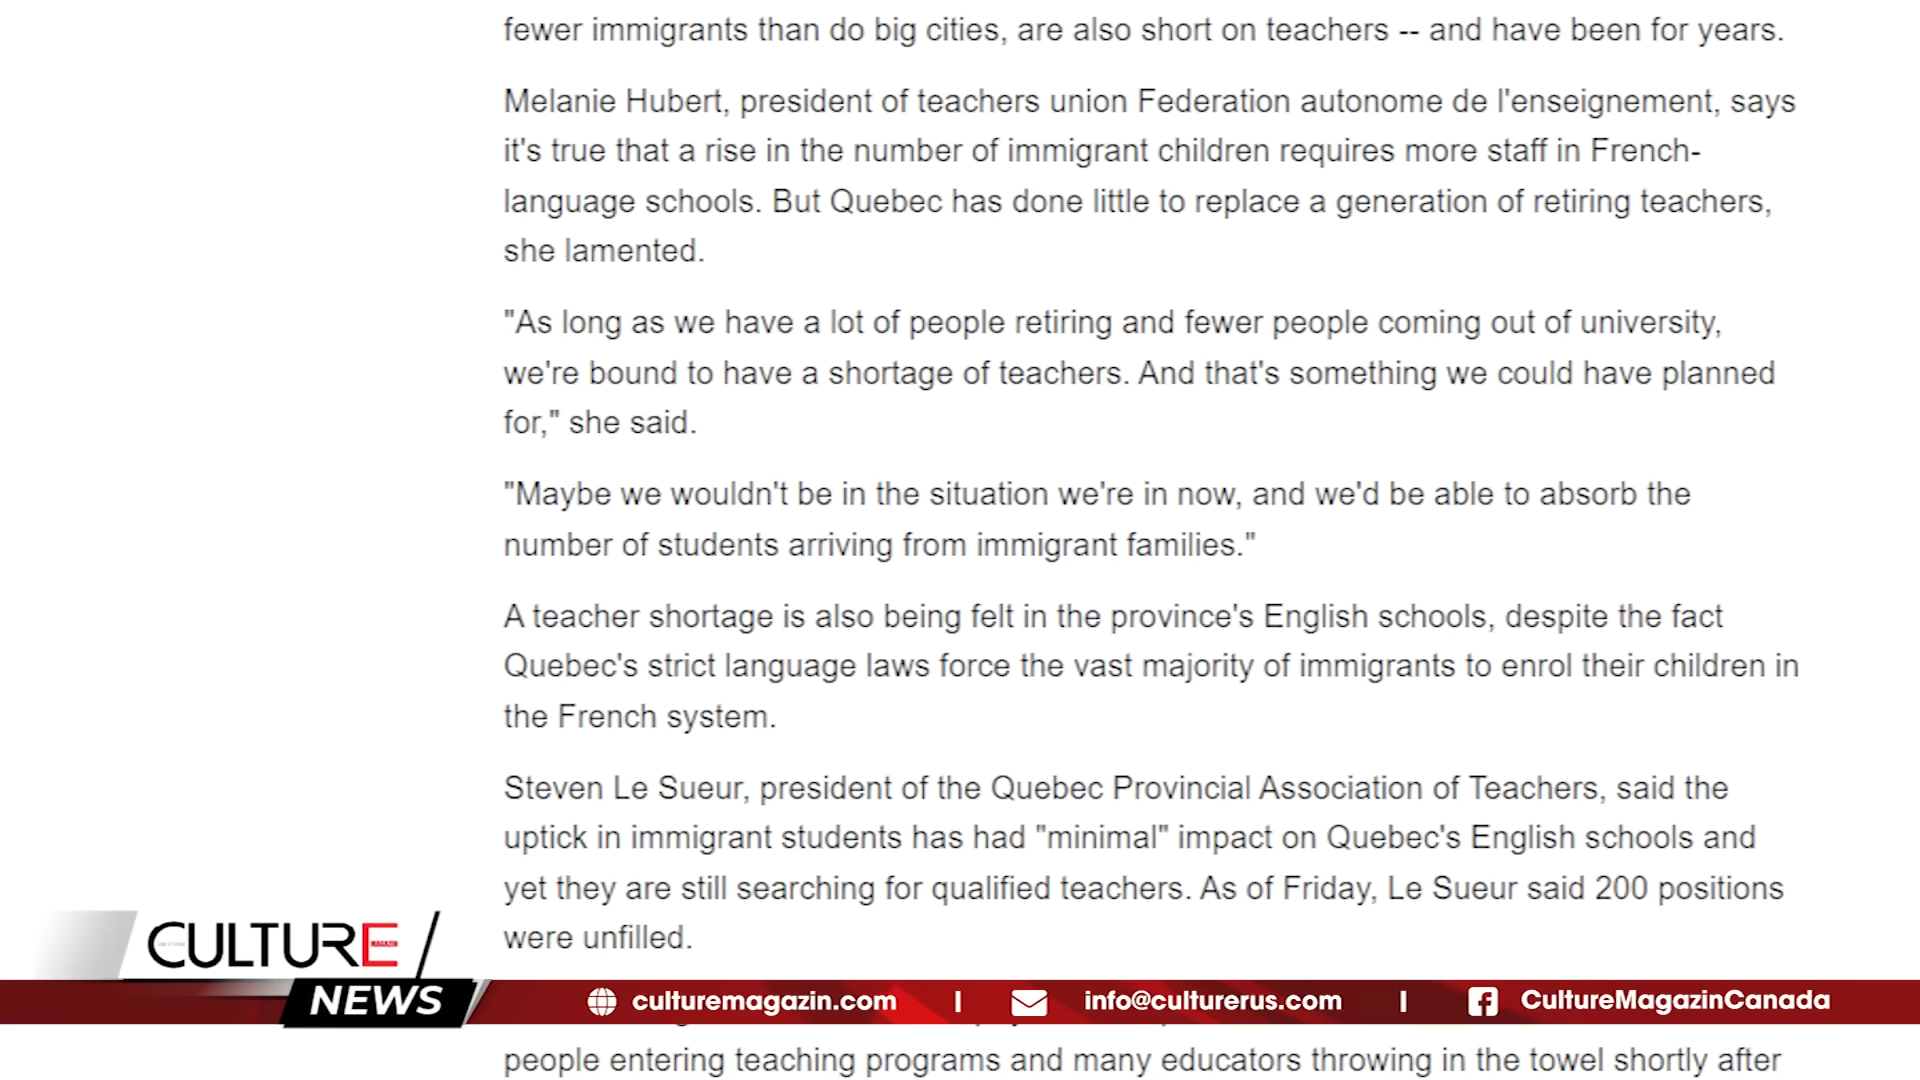 fewer immigrants than do big cities, are also short on teachers -- and have been for years.
Melanie Hubert, president of teachers union Federation autonome de l'enseignement, says
it's true that a rise in the number of immigrant children requires more staff in French-
language schools. But Quebec has done little to replace a generation of retiring teachers,
she lamented.
"As long as we have a lot of people retiring and fewer people coming out of university,
we're bound to have a shortage of teachers. And that's something we could have planned
for," she said.
"Maybe we wouldn't be in the situation we're in now, and we'd be able to absorb the
number of students arriving from immigrant families."
A teacher shortage is also being felt in the province's English schools, despite the fact
Quebec's strict language laws force the vast majority of immigrants to enrol their children in
the French system.
Steven Le Sueur, president of the Quebec Provincial Association of Teachers, said the
uptick in immigrant students has had "minimal" impact on Quebec's English schools and
yet they are still searching for qualified teachers. As of Friday, Le Sueur said 200 positions
were unfilled.
CULTURE
MAGAZIN
NEWS
culturemagazin.com | info@culturerus.com | CultureMagazinCanada
people entering teaching programs and many educators throwing in the towel shortly after